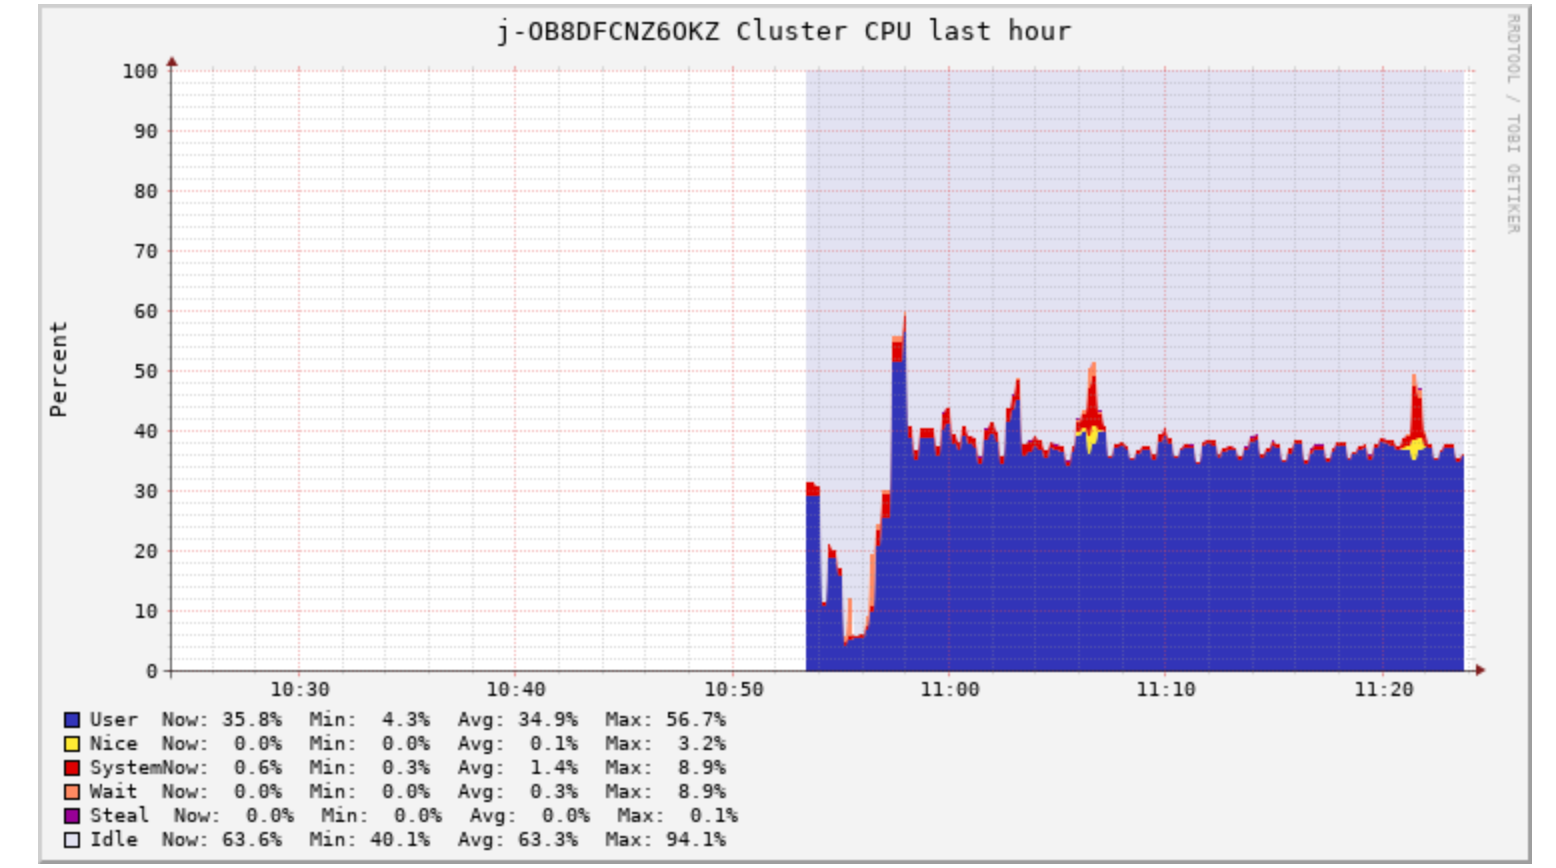 j-OB8DFCNZ6OKZ Cluster CPU last hour
RRDTOOL / TOBI OETIKER
Percent
100
90
80
70
60
50
40
30
20
10
0
10:30 10:40 10:50 11:00 11:10 11:20
User Now: 35.8% Min: 4.3% Avg: 34.9% Max: 56.7%
Nice Now: 0.0% Min: 0.0% Avg: 0.1% Max: 3.2%
SystemNow: 0.6% Min: 0.3% Avg: 1.4% Max: 8.9%
Wait Now: 0.0% Min: 0.0% Avg: 0.3% Max: 8.9%
Steal Now: 0.0% Min: 0.0% Avg: 0.0% Max: 0.1%
Idle Now: 63.6% Min: 40.1% Avg: 63.3% Max: 94.1%